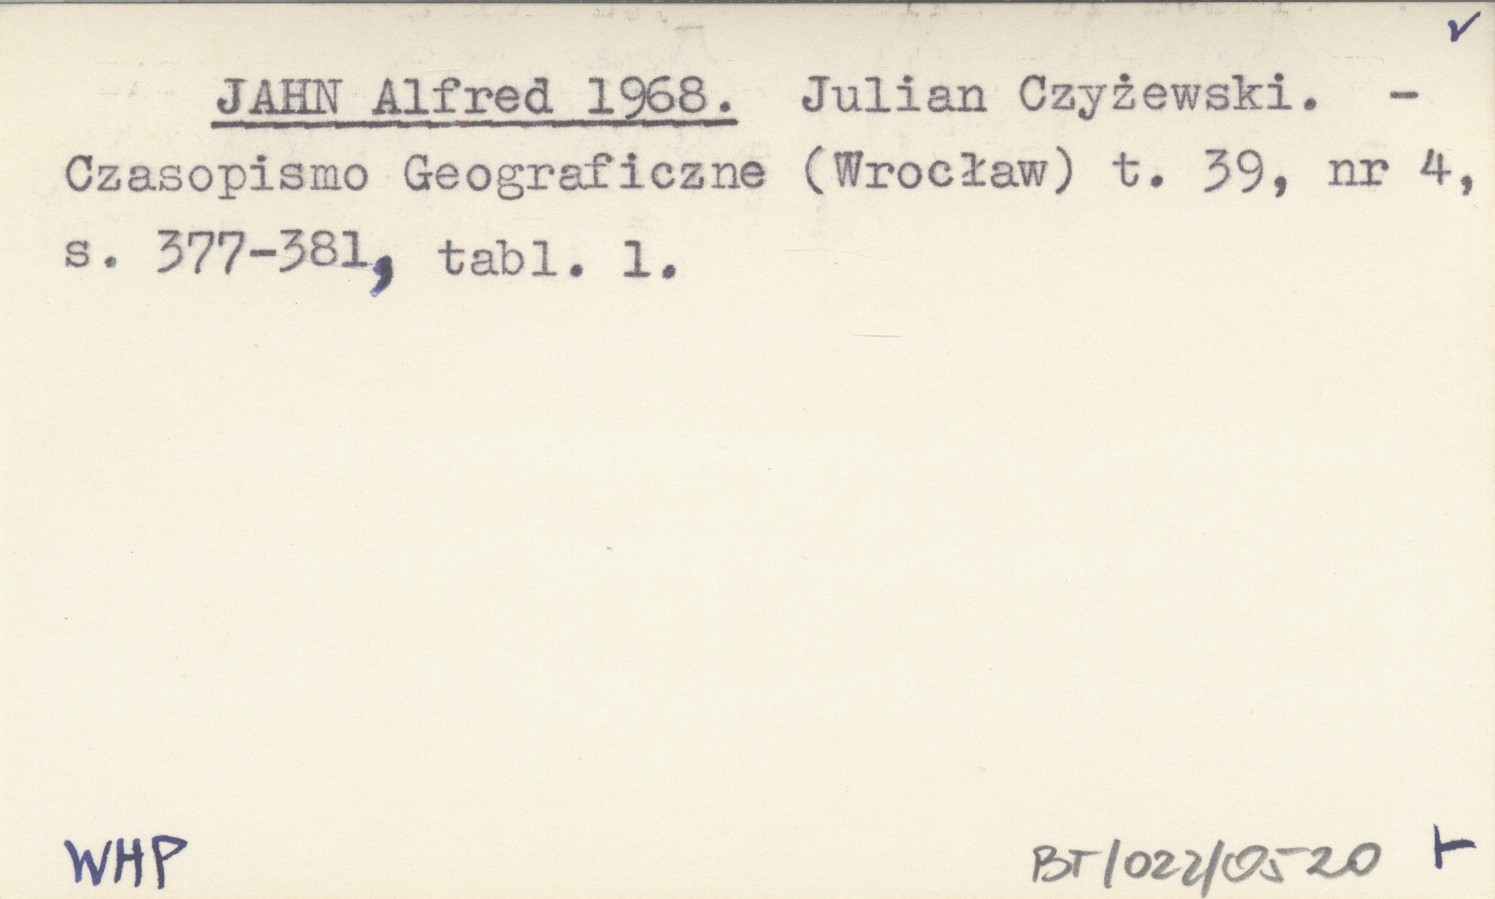 ✓
JAHN Alfred 1968. Julian Czyżewski. -
Czasopismo Geograficzne (Wrocław) t. 39, nr 4,
s. 377-381, tabl. 1.
WHP
BT/022/0520